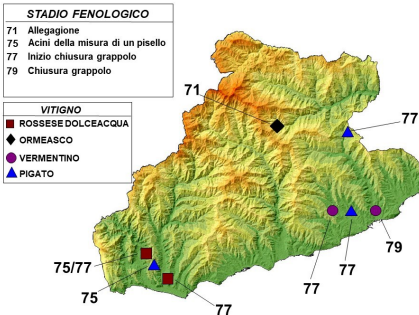 STADIO FENOLOGICO
71 Allegagione
75 Acini della misura di un pisello
77 Inizio chiusura grappolo
79 Chiusura grappolo
VITIGNO
ROSSESE DOLCEACQUA
ORMEASCO
VERMENTINO
PIGATO
71
77
75/77
75
77
77
77
79